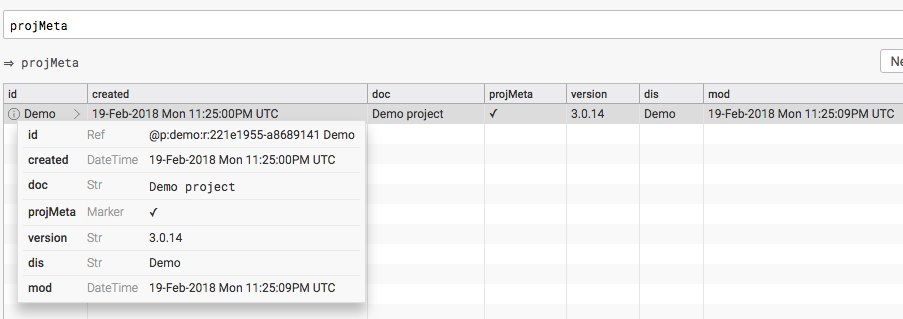 projMeta
⇒ projMeta
Ne
id created doc projMeta version dis mod
Demo 19-Feb-2018 Mon 11:25:00PM UTC Demo project ✓ 3.0.14 Demo 19-Feb-2018 Mon 11:25:09PM UTC
id Ref @p:demo:r:221e1955-a8689141 Demo
created DateTime 19-Feb-2018 Mon 11:25:00PM UTC
doc Str Demo project
projMeta Marker ✓
version Str 3.0.14
dis Str Demo
mod DateTime 19-Feb-2018 Mon 11:25:09PM UTC